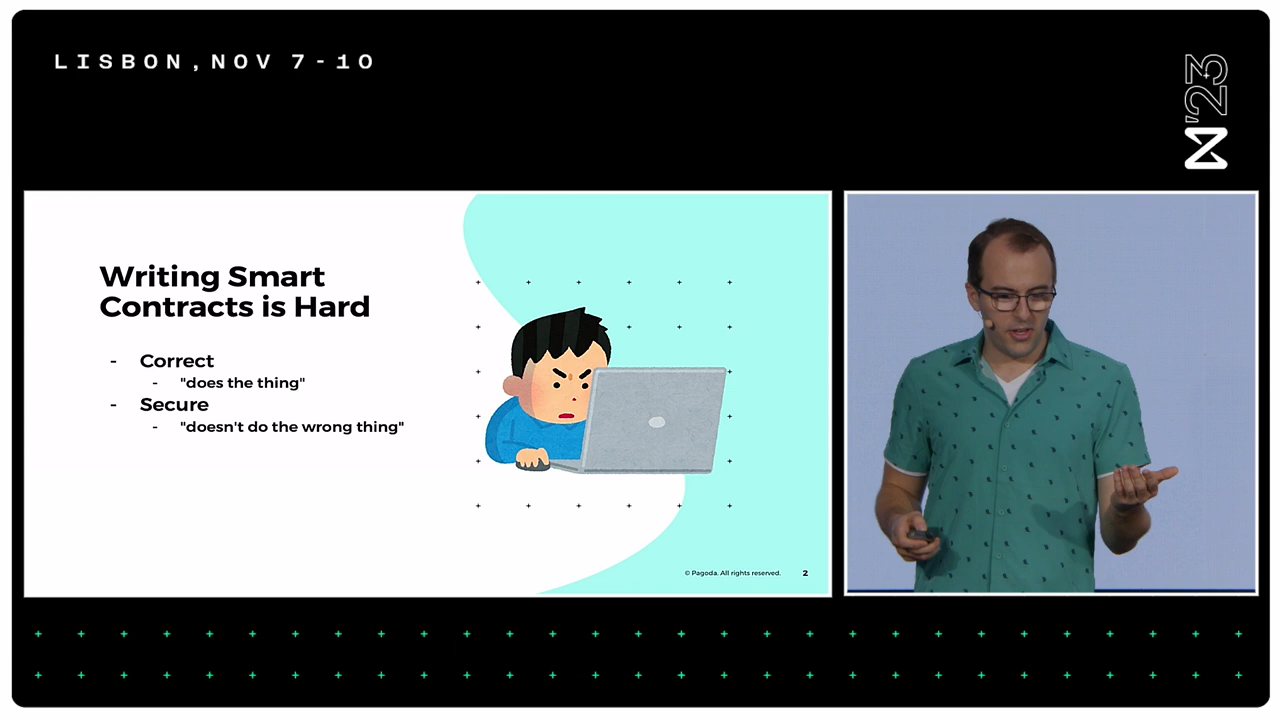 LISBON, NOV 7-10
'23
Writing Smart
Contracts is Hard
- Correct
- "does the thing"
- Secure
- "doesn't do the wrong thing"
© Pagoda. All rights reserved.
2